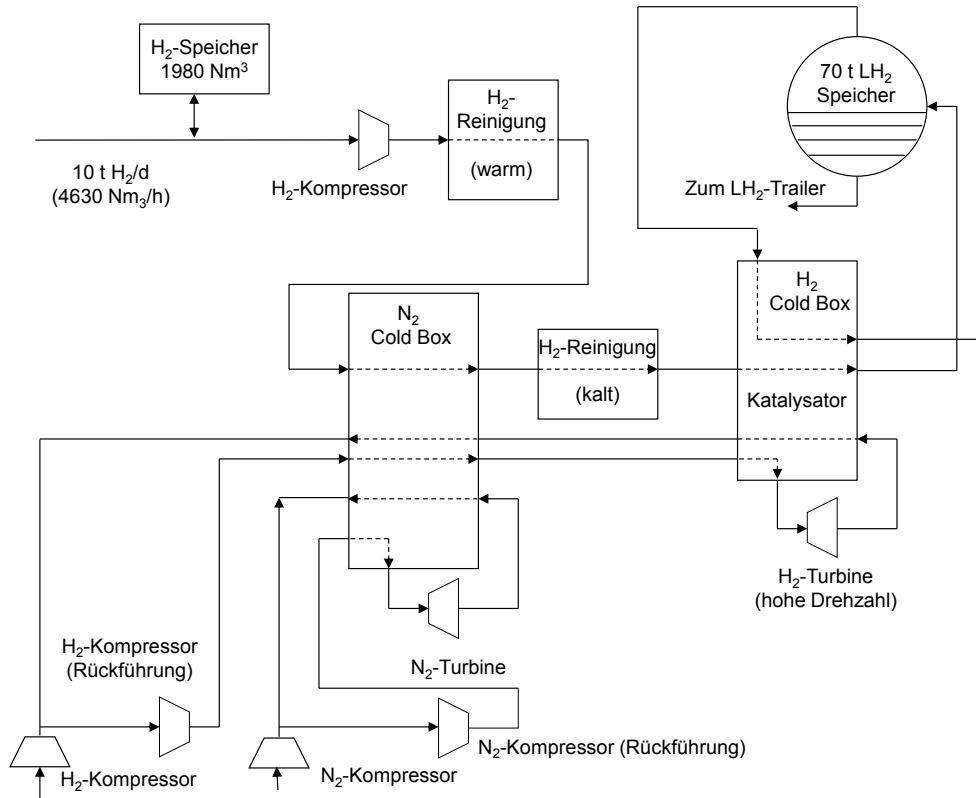 H₂-Speicher
1980 Nm³
10 t H₂/d
(4630 Nm₃/h)
H₂-Kompressor
H₂-
Reinigung
(warm)
70 t LH₂
Speicher
Zum LH₂-Trailer
N₂
Cold Box
H₂-Reinigung
(kalt)
H₂
Cold Box
Katalysator
H₂-Turbine
(hohe Drehzahl)
H₂-Kompressor
(Rückführung)
N₂-Turbine
H₂-Kompressor
N₂-Kompressor
N₂-Kompressor (Rückführung)